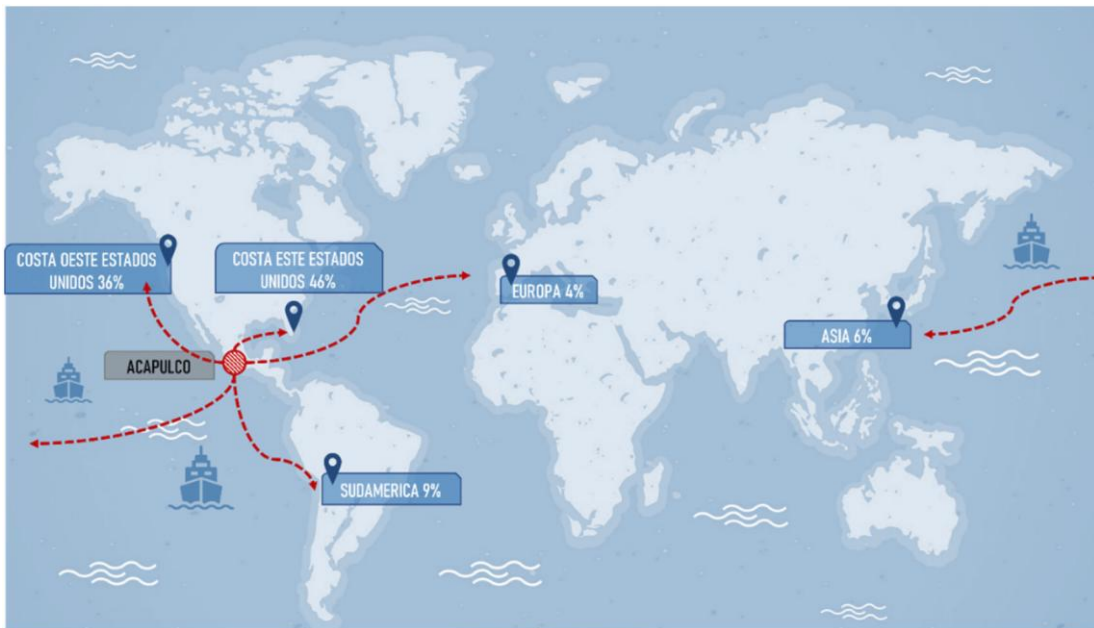 COSTA OESTE ESTADOS
UNIDOS 36%
COSTA ESTE ESTADOS
UNIDOS 46%
EUROPA 4%
ASIA 6%
ACAPULCO
SUDAMERICA 9%